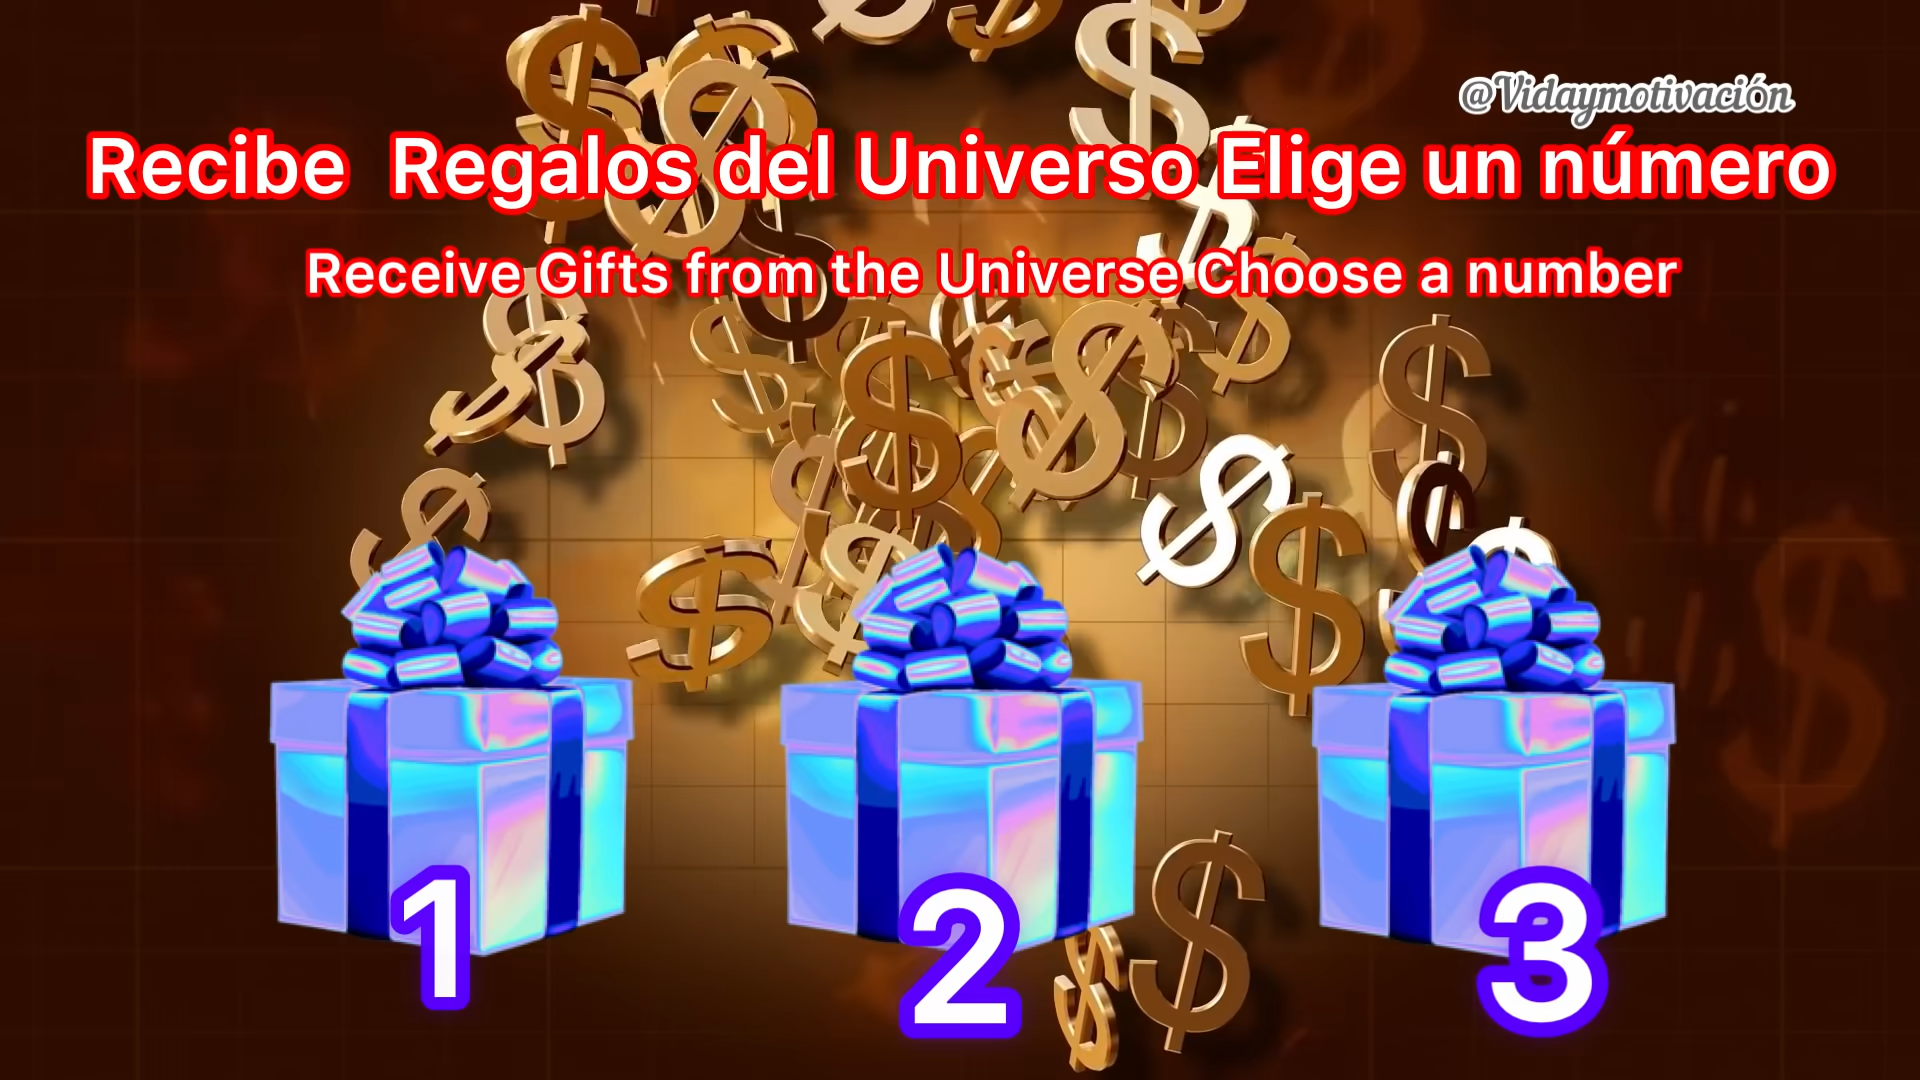 @Vidaymotivación
Recibe Regalos del Universo Elige un número
Receive Gifts from the Universe Choose a number
1 2 3